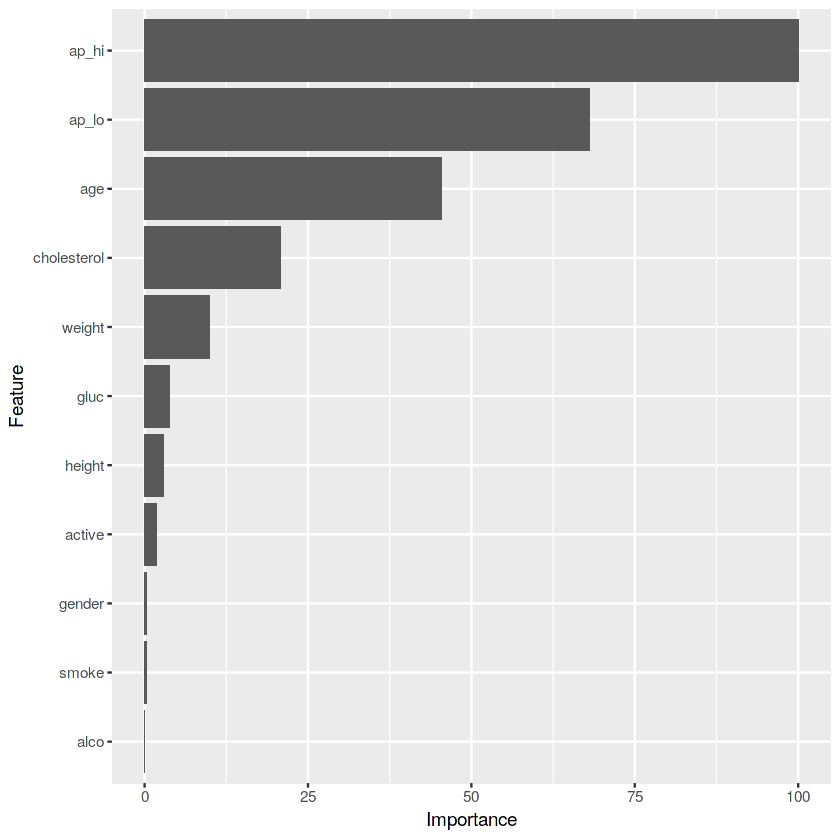 ap_hi
ap_lo
age
cholesterol
weight
gluc
height
active
gender
smoke
alco
Feature
0 25 50 75 100
Importance